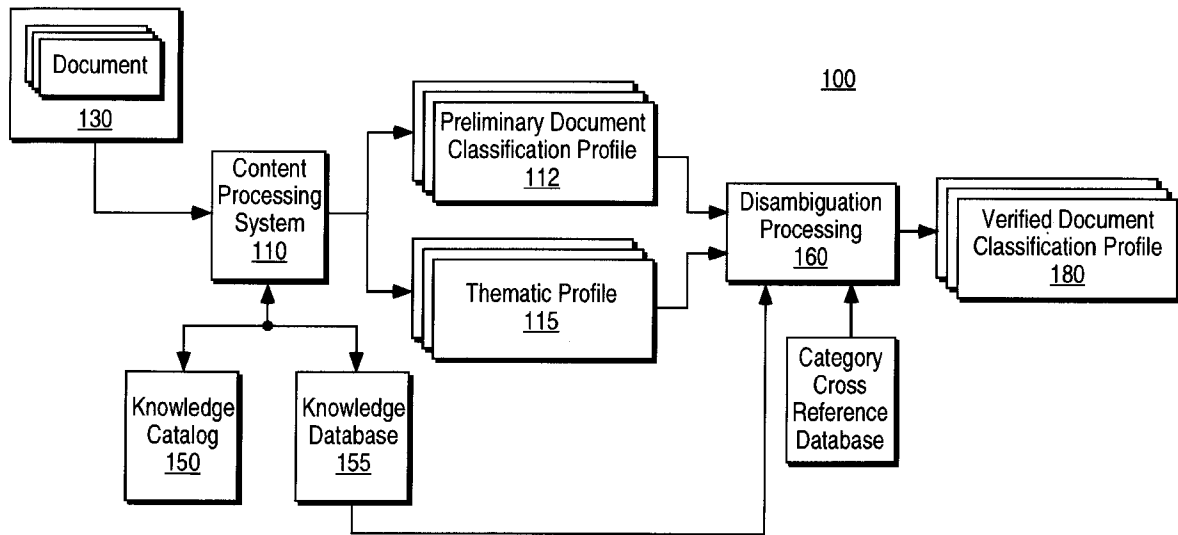 Document
130
100
Content
Processing
System
110
Preliminary Document
Classification Profile
112
Thematic Profile
115
Disambiguation
Processing
160
Verified Document
Classification Profile
180
Knowledge
Catalog
150
Knowledge
Database
155
Category
Cross
Reference
Database